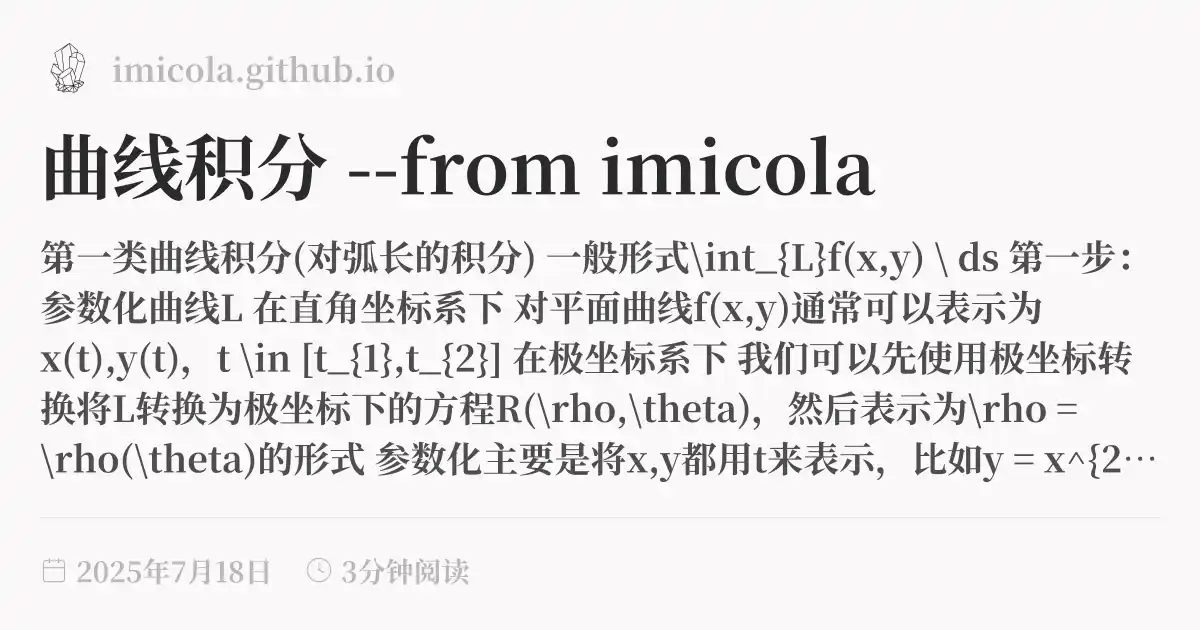 imicola.github.io
曲线积分 --from imicola
第一类曲线积分(对弧长的积分) 一般形式\int_{L}f(x,y) \ ds 第一步：
参数化曲线L 在直角坐标系下 对平面曲线f(x,y)通常可以表示为
x(t),y(t)，t \in [t_{1},t_{2}] 在极坐标系下 我们可以先使用极坐标转
换将L转换为极坐标下的方程R(\rho,\theta)，然后表示为\rho =
\rho(\theta)的形式 参数化主要是将x,y都用t来表示，比如y = x^{2…
2025年7月18日 3分钟阅读